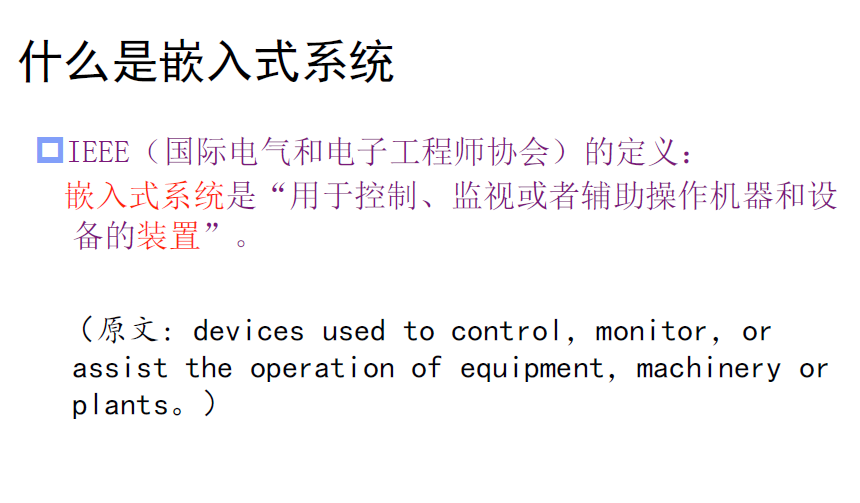 什么是嵌入式系统
IEEE（国际电气和电子工程师协会）的定义：
嵌入式系统是“用于控制、监视或者辅助操作机器和设
备的装置”。
（原文: devices used to control, monitor, or
assist the operation of equipment, machinery or
plants。）